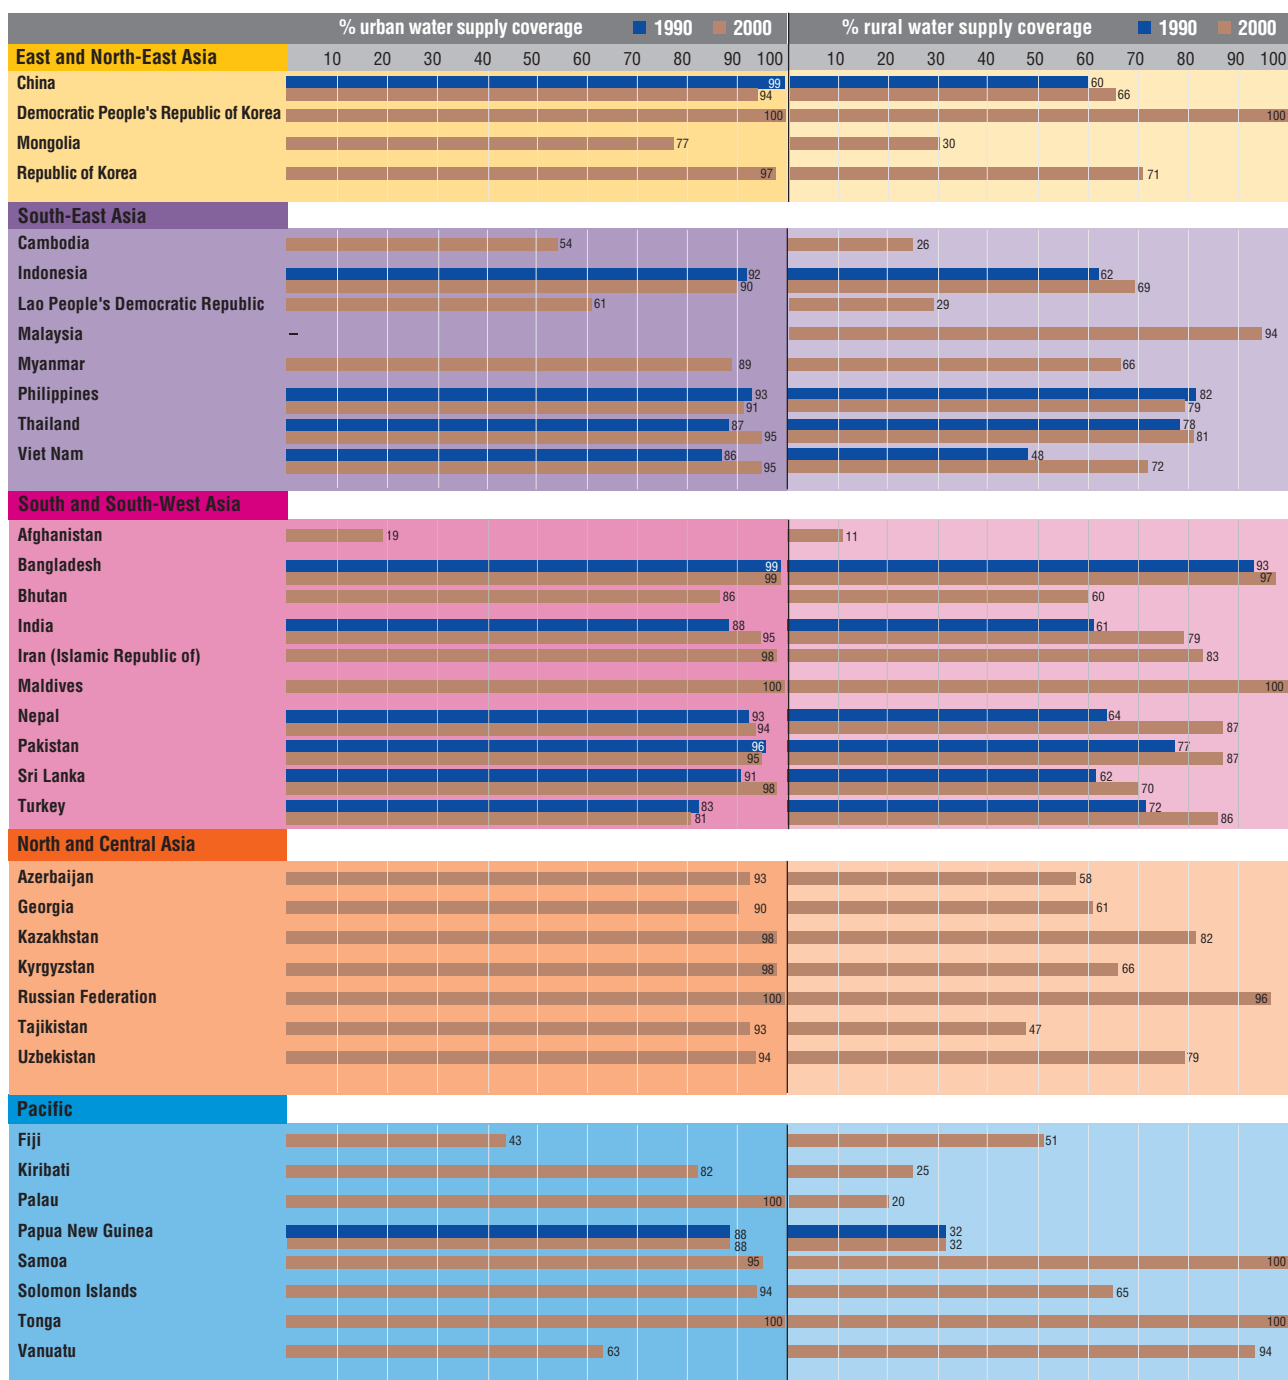 % urban water supply coverage 1990 2000 % rural water supply coverage 1990 2000
East and North-East Asia 10 20 30 40 50 60 70 80 90 100 10 20 30 40 50 60 70 80 90 100
China 99 60
94 66
Democratic People's Republic of Korea 100 100
Mongolia 77 30
Republic of Korea 97 71
South-East Asia
Cambodia 54 26
Indonesia 92 62
90 69
Lao People's Democratic Republic 61 29
Malaysia – 94
Myanmar 89 66
Philippines 93 82
91 79
Thailand 87 78
95 81
Viet Nam 86 48
95 72
South and South-West Asia
Afghanistan 19 11
Bangladesh 99 93
99 97
Bhutan 86 60
India 88 61
95 79
Iran (Islamic Republic of) 98 83
Maldives 100 100
Nepal 93 64
94 87
Pakistan 96 77
95 87
Sri Lanka 91 62
98 70
Turkey 83 72
81 86
North and Central Asia
Azerbaijan 93 58
Georgia 90 61
Kazakhstan 98 82
Kyrgyzstan 98 66
Russian Federation 100 96
Tajikistan 93 47
Uzbekistan 94 79
Pacific
Fiji 43 51
Kiribati 82 25
Palau 100 20
Papua New Guinea 88 32
88 32
Samoa 95 100
Solomon Islands 94 65
Tonga 100 100
Vanuatu 63 94